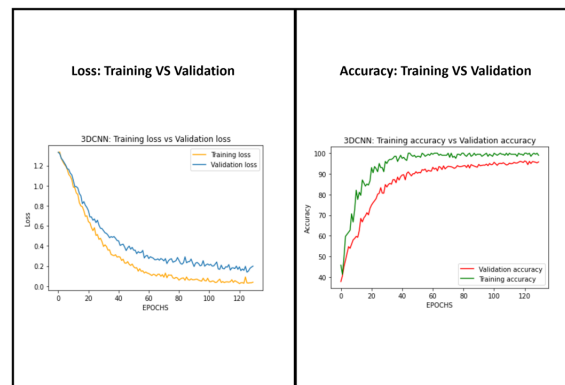 Loss: Training VS Validation
3DCNN: Training loss vs Validation loss
Training loss
Validation loss
1.2
1.0
0.8
0.6
0.4
0.2
0.0
Loss
0
20
40
60
80
100
120
EPOCHS
Accuracy: Training VS Validation
3DCNN: Training accuracy vs Validation accuracy
100
90
80
70
60
50
40
Accuracy
Validation accuracy
Training accuracy
0
20
40
60
80
100
120
EPOCHS